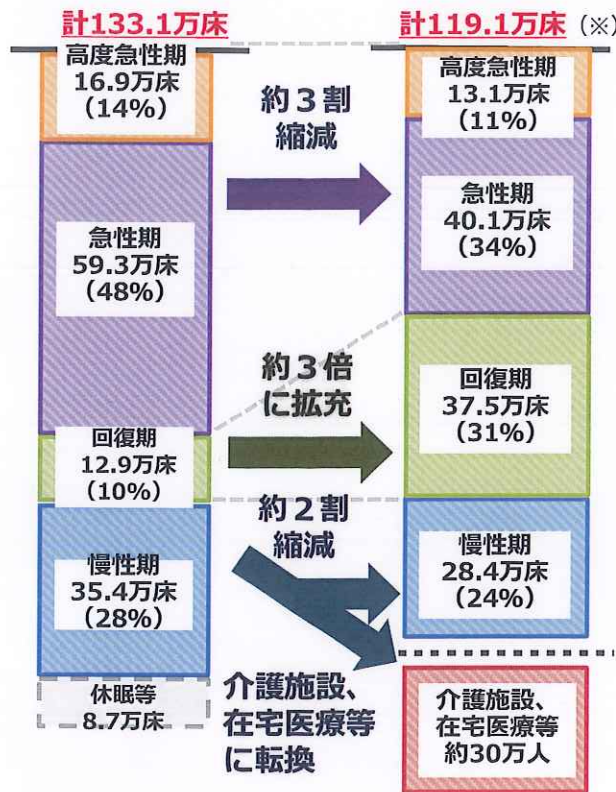 計133.1万床
計119.1万床 (※)
高度急性期
16.9万床
(14%)
約3割
縮減
高度急性期
13.1万床
(11%)
急性期
59.3万床
(48%)
急性期
40.1万床
(34%)
約3倍
に拡充
回復期
12.9万床
(10%)
回復期
37.5万床
(31%)
約2割
縮減
慢性期
35.4万床
(28%)
慢性期
28.4万床
(24%)
休眠等
8.7万床
介護施設、
在宅医療等
に転換
介護施設、
在宅医療等
約30万人